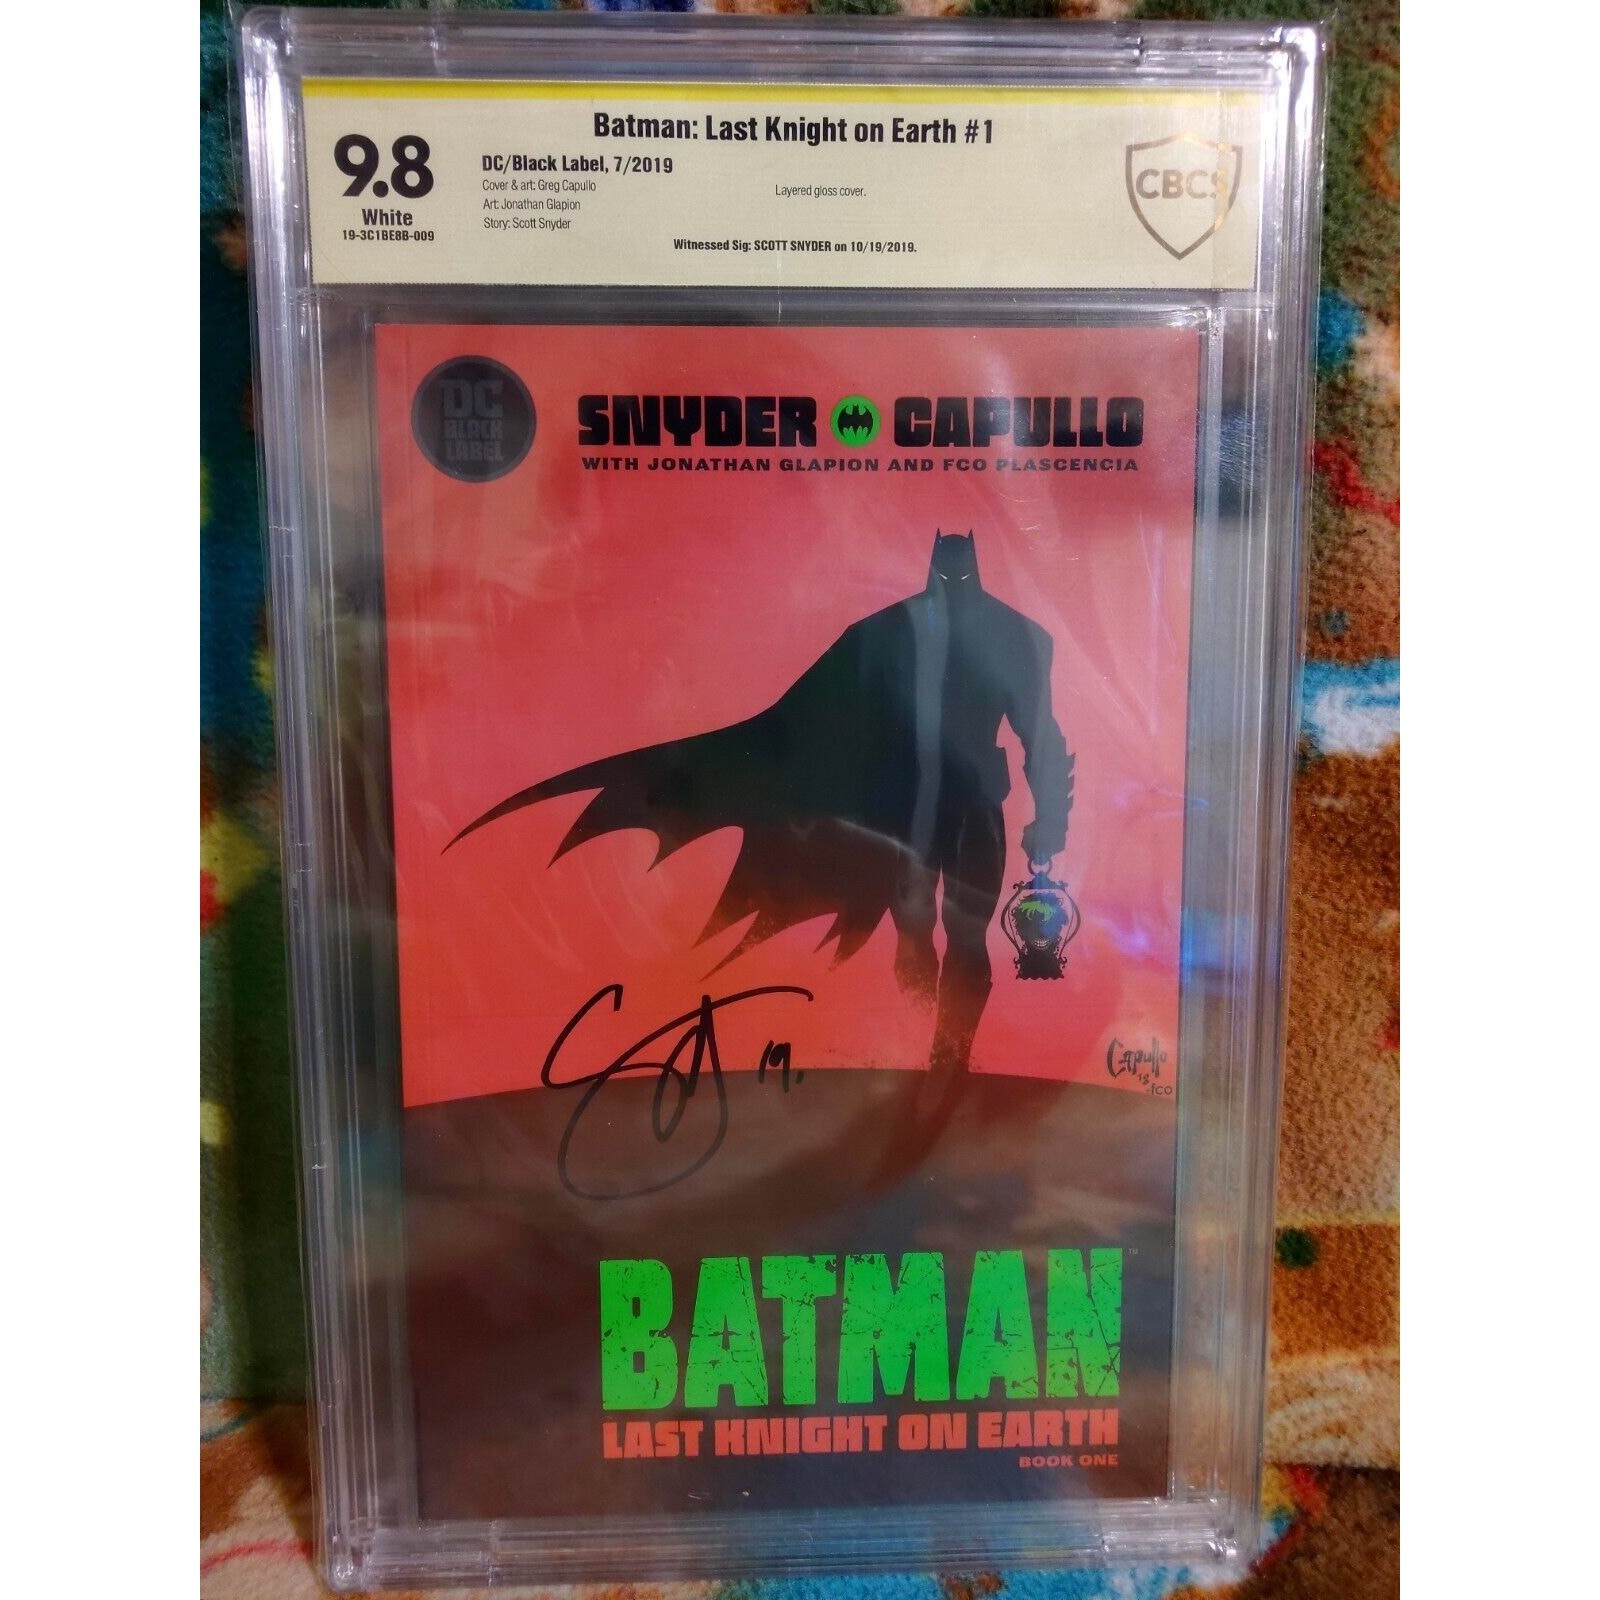 Batman: Last Knight on Earth #1
9.8
White
19-3C1BE8B-009
DC/Black Label, 7/2019
Cover & art: Greg Capullo
Art: Jonathan Glapion
Story: Scott Snyder
Layered gloss cover.
Witnessed Sig: SCOTT SNYDER on 10/19/2019.
CBCS
DC
BLACK
LABEL
SNYDER CAPULLO
WITH JONATHAN GLAPION AND FCO PLASCENCIA
19.
Capullo
'18
-fco
BATMAN™
LAST KNIGHT ON EARTH
BOOK ONE